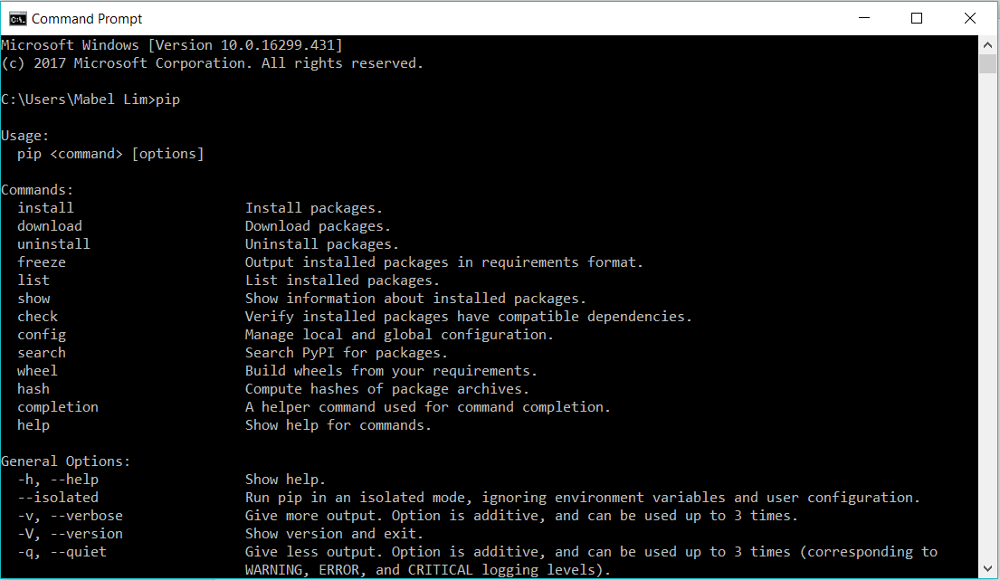 Command Prompt
Microsoft Windows [Version 10.0.16299.431]
(c) 2017 Microsoft Corporation. All rights reserved.
C:\Users\Mabel Lim>pip
Usage:
  pip <command> [options]
Commands:
  install                     Install packages.
  download                    Download packages.
  uninstall                   Uninstall packages.
  freeze                      Output installed packages in requirements format.
  list                        List installed packages.
  show                        Show information about installed packages.
  check                       Verify installed packages have compatible dependencies.
  config                      Manage local and global configuration.
  search                      Search PyPI for packages.
  wheel                       Build wheels from your requirements.
  hash                        Compute hashes of package archives.
  completion                  A helper command used for command completion.
  help                        Show help for commands.
General Options:
  -h, --help                  Show help.
  --isolated                  Run pip in an isolated mode, ignoring environment variables and user configuration.
  -v, --verbose               Give more output. Option is additive, and can be used up to 3 times.
  -V, --version               Show version and exit.
  -q, --quiet                 Give less output. Option is additive, and can be used up to 3 times (corresponding to
                              WARNING, ERROR, and CRITICAL logging levels).